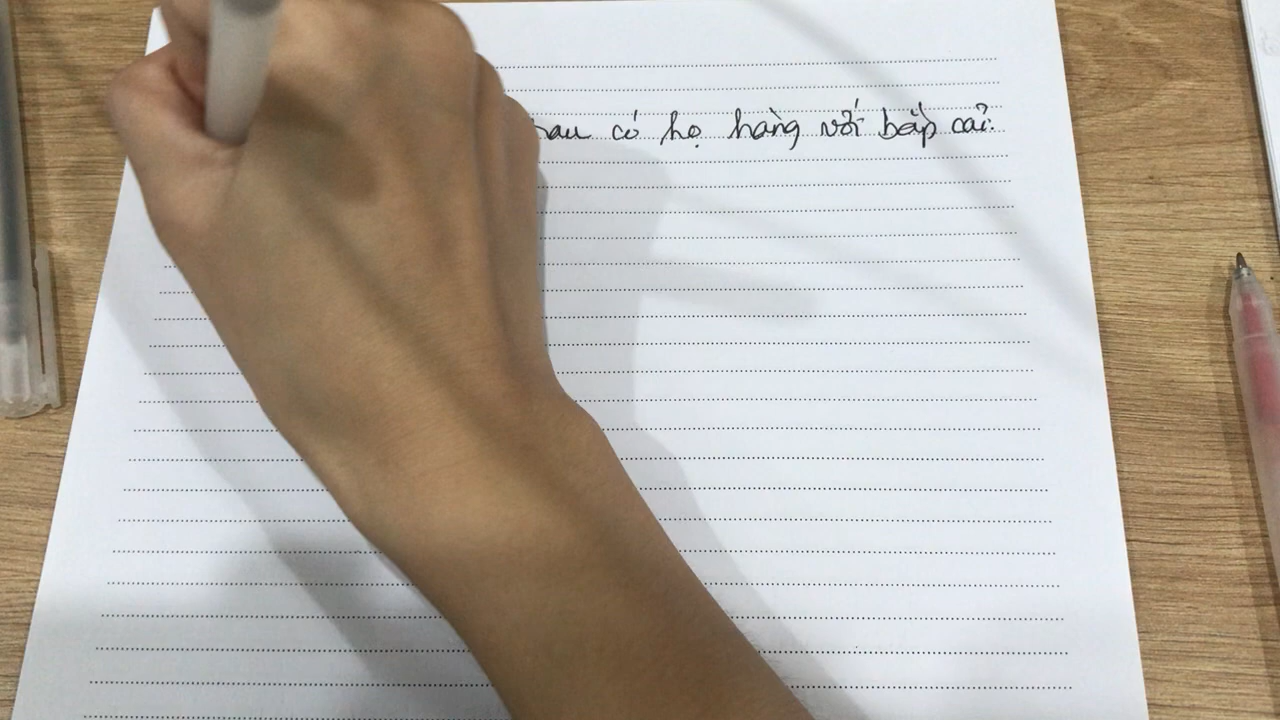 có họ hàng với bắp cải.